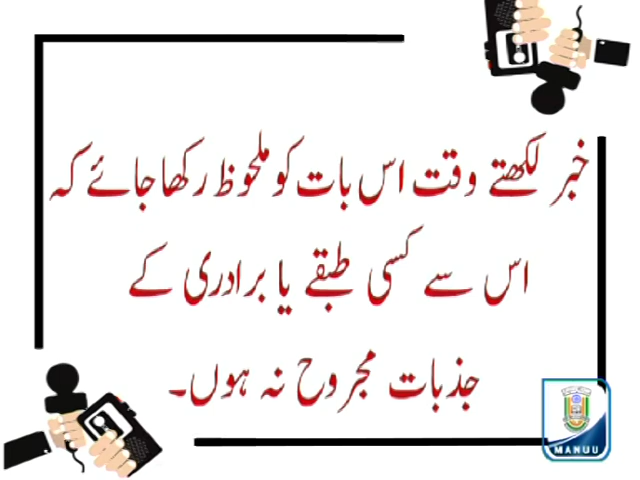 خبر لکھتے وقت اس بات کو ملحوظ رکھا جائے کہ
اس سے کسی طبقے یا برادری کے
جذبات مجروح نہ ہوں۔
MANUU